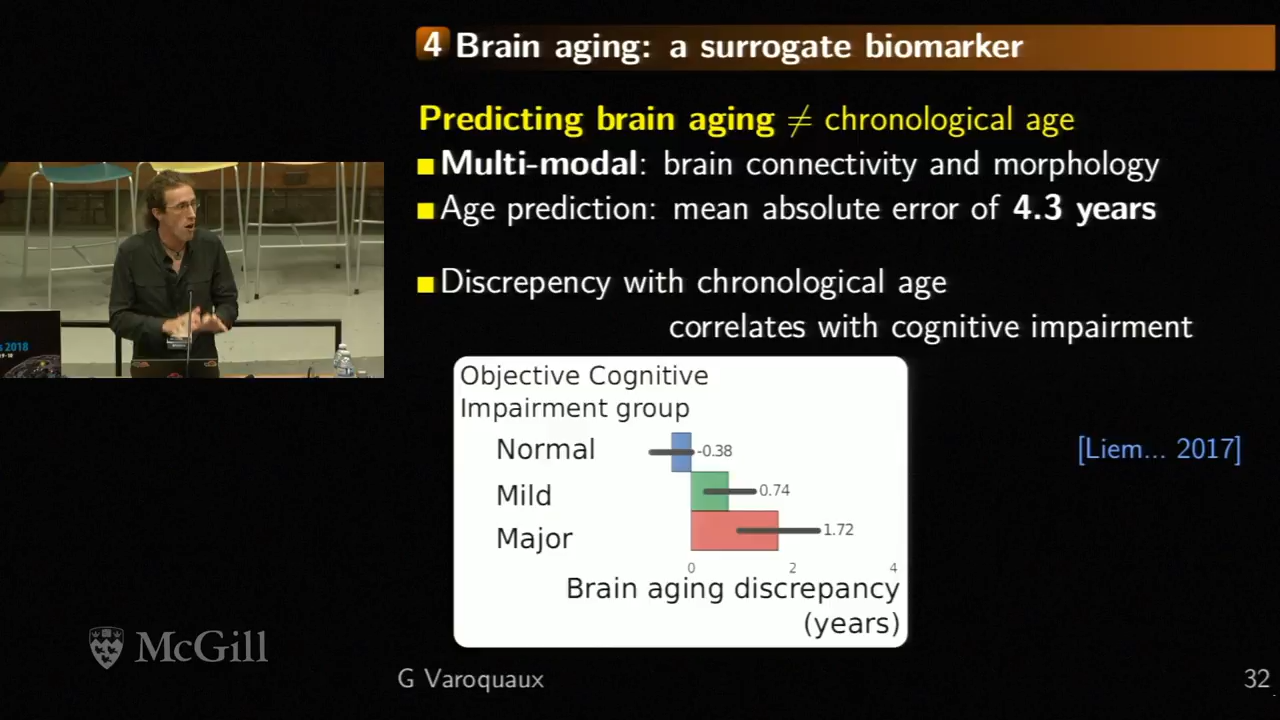 4 Brain aging: a surrogate biomarker
Predicting brain aging ≠ chronological age
Multi-modal: brain connectivity and morphology
Age prediction: mean absolute error of 4.3 years
Discrepency with chronological age
correlates with cognitive impairment
Objective Cognitive
Impairment group
Normal -0.38
Mild 0.74
Major 1.72
0 2 4
Brain aging discrepancy
(years)
[Liem... 2017]
2018
McGill
G Varoquaux
32